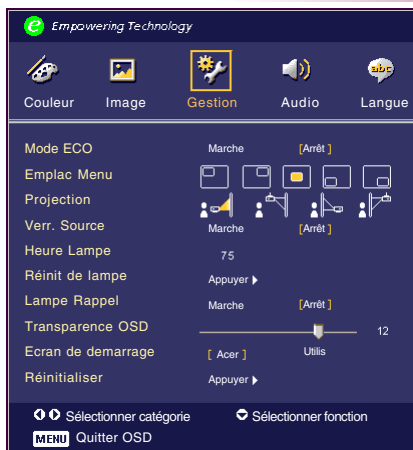 e Empowering Technology
Couleur Image Gestion Audio Langue
abc
Mode ECO Marche [Arrêt ]
Emplac Menu
Projection
Verr. Source Marche [Arrêt ]
Heure Lampe 75
Réinit de lampe Appuyer
Lampe Rappel Marche [Arrêt ]
Transparence OSD 12
Ecran de demarrage [ Acer ] Utilis
Réinitialiser Appuyer
Sélectionner catégorie Sélectionner fonction
MENU Quitter OSD